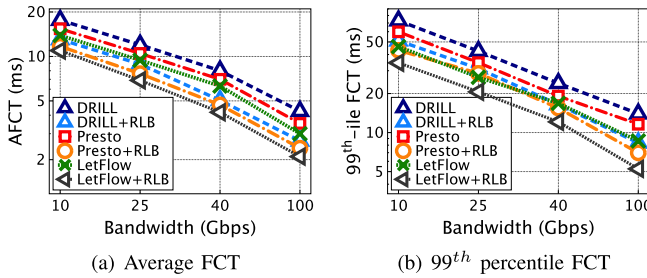 20
10
5
2
AFCT (ms)
DRILL
DRILL+RLB
Presto
Presto+RLB
LetFlow
LetFlow+RLB
10 25 40 100
Bandwidth (Gbps)
(a) Average FCT
50
20
10
5
99th-ile FCT (ms)
DRILL
DRILL+RLB
Presto
Presto+RLB
LetFlow
LetFlow+RLB
10 25 40 100
Bandwidth (Gbps)
(b) 99th percentile FCT